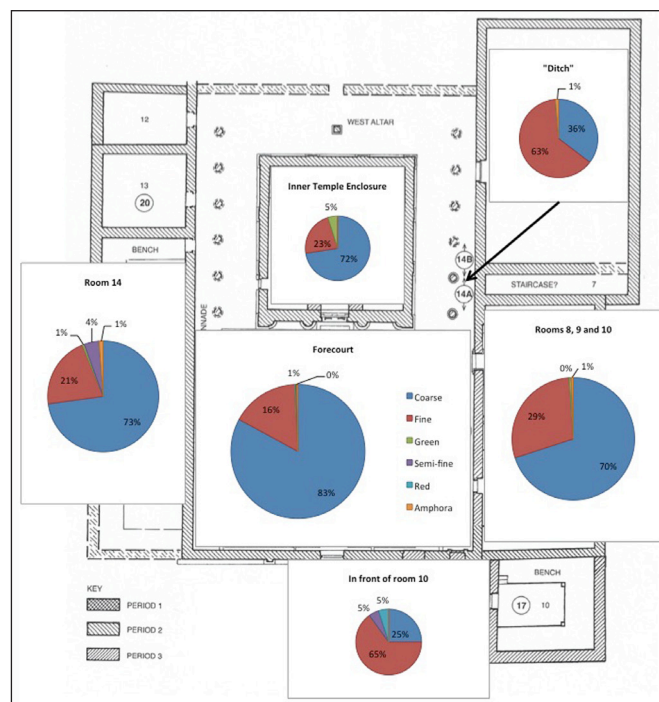 "Ditch"
1%
36%
63%
12
WEST ALTAR
13
20
Inner Temple Enclosure
5%
23%
72%
BENCH
14B
14A
STAIRCASE? 7
Room 14
1%
4%
1%
21%
73%
NNADE
Forecourt
1%
0%
16%
83%
Coarse
Fine
Green
Semi-fine
Red
Amphora
Rooms 8, 9 and 10
0%
1%
29%
70%
In front of room 10
5%
5%
25%
65%
BENCH
17
10
KEY
PERIOD 1
PERIOD 2
PERIOD 3